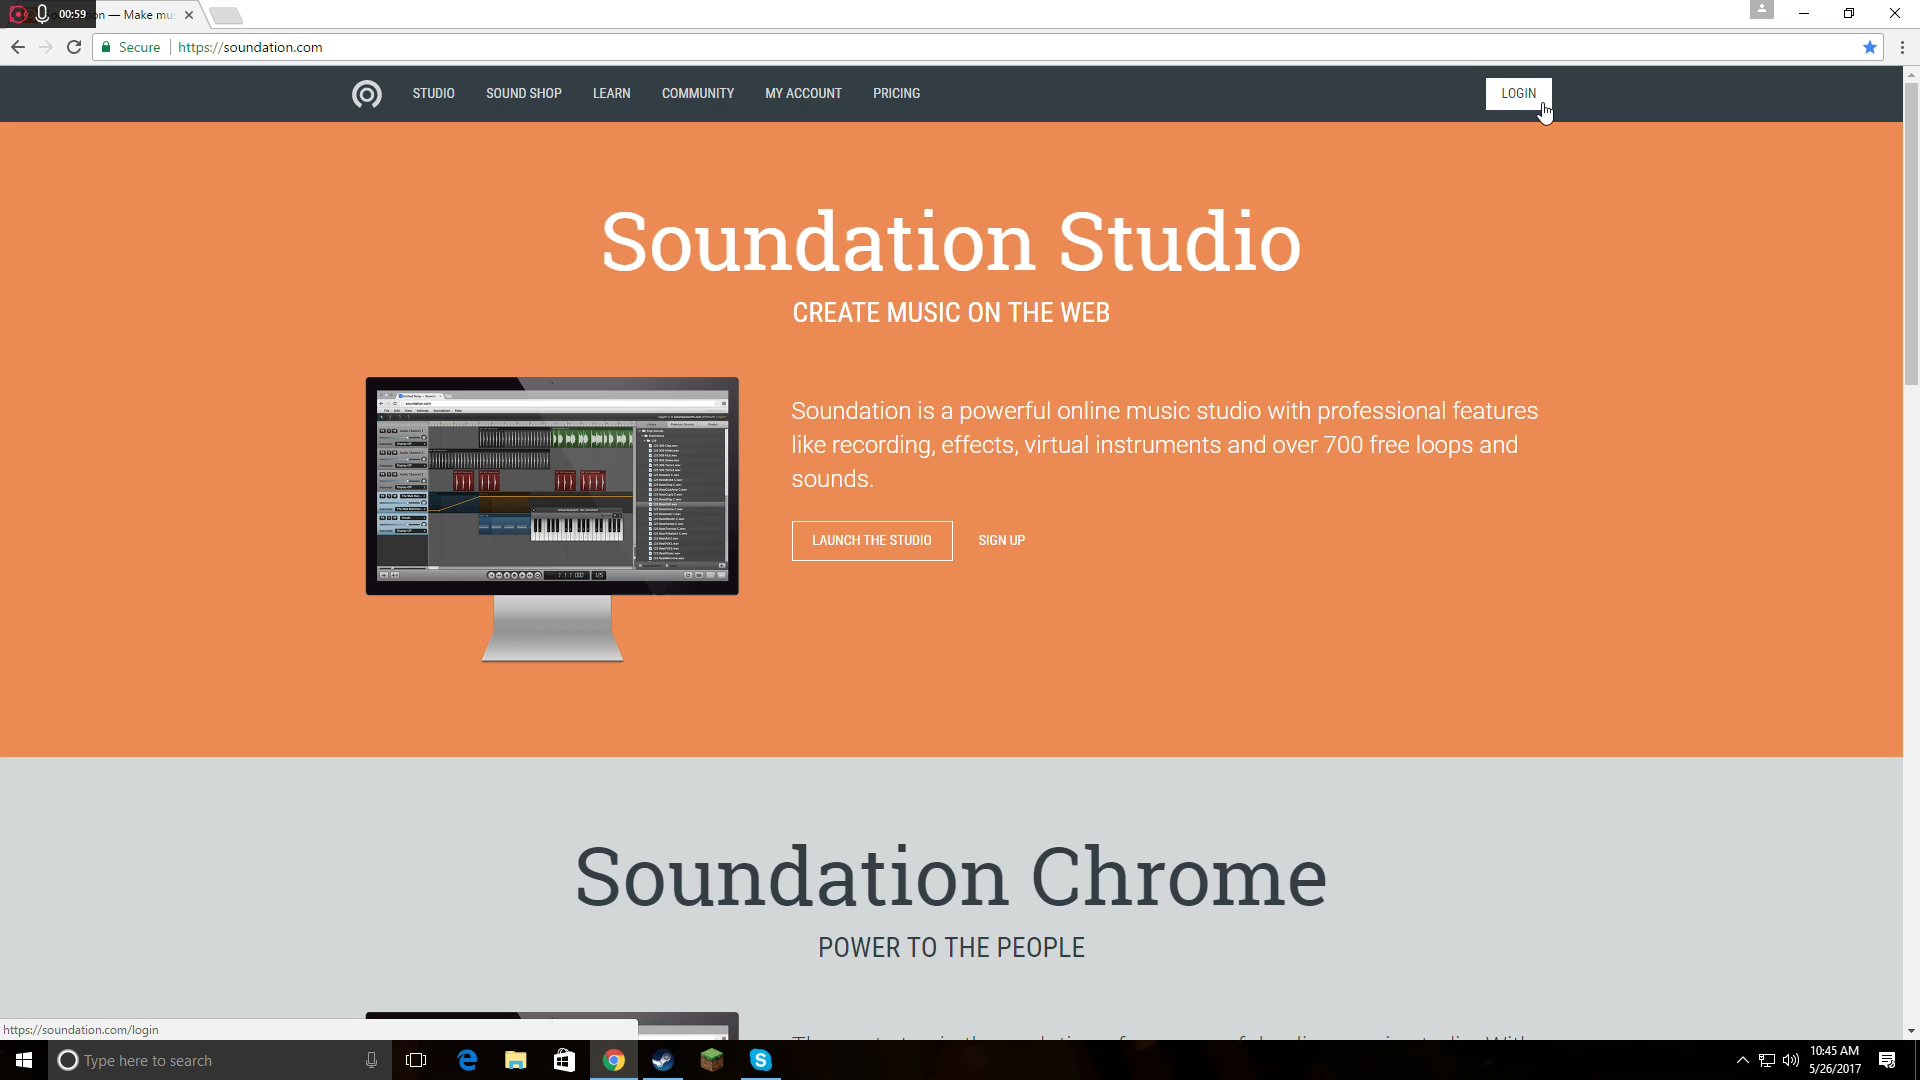 00:59
on — Make mu
Secure
https://soundation.com
STUDIO
SOUND SHOP
LEARN
COMMUNITY
MY ACCOUNT
PRICING
LOGIN
Soundation Studio
CREATE MUSIC ON THE WEB
Soundation is a powerful online music studio with professional features
like recording, effects, virtual instruments and over 700 free loops and
sounds.
LAUNCH THE STUDIO
SIGN UP
Soundation Chrome
POWER TO THE PEOPLE
https://soundation.com/login
Type here to search
10:45 AM
5/26/2017